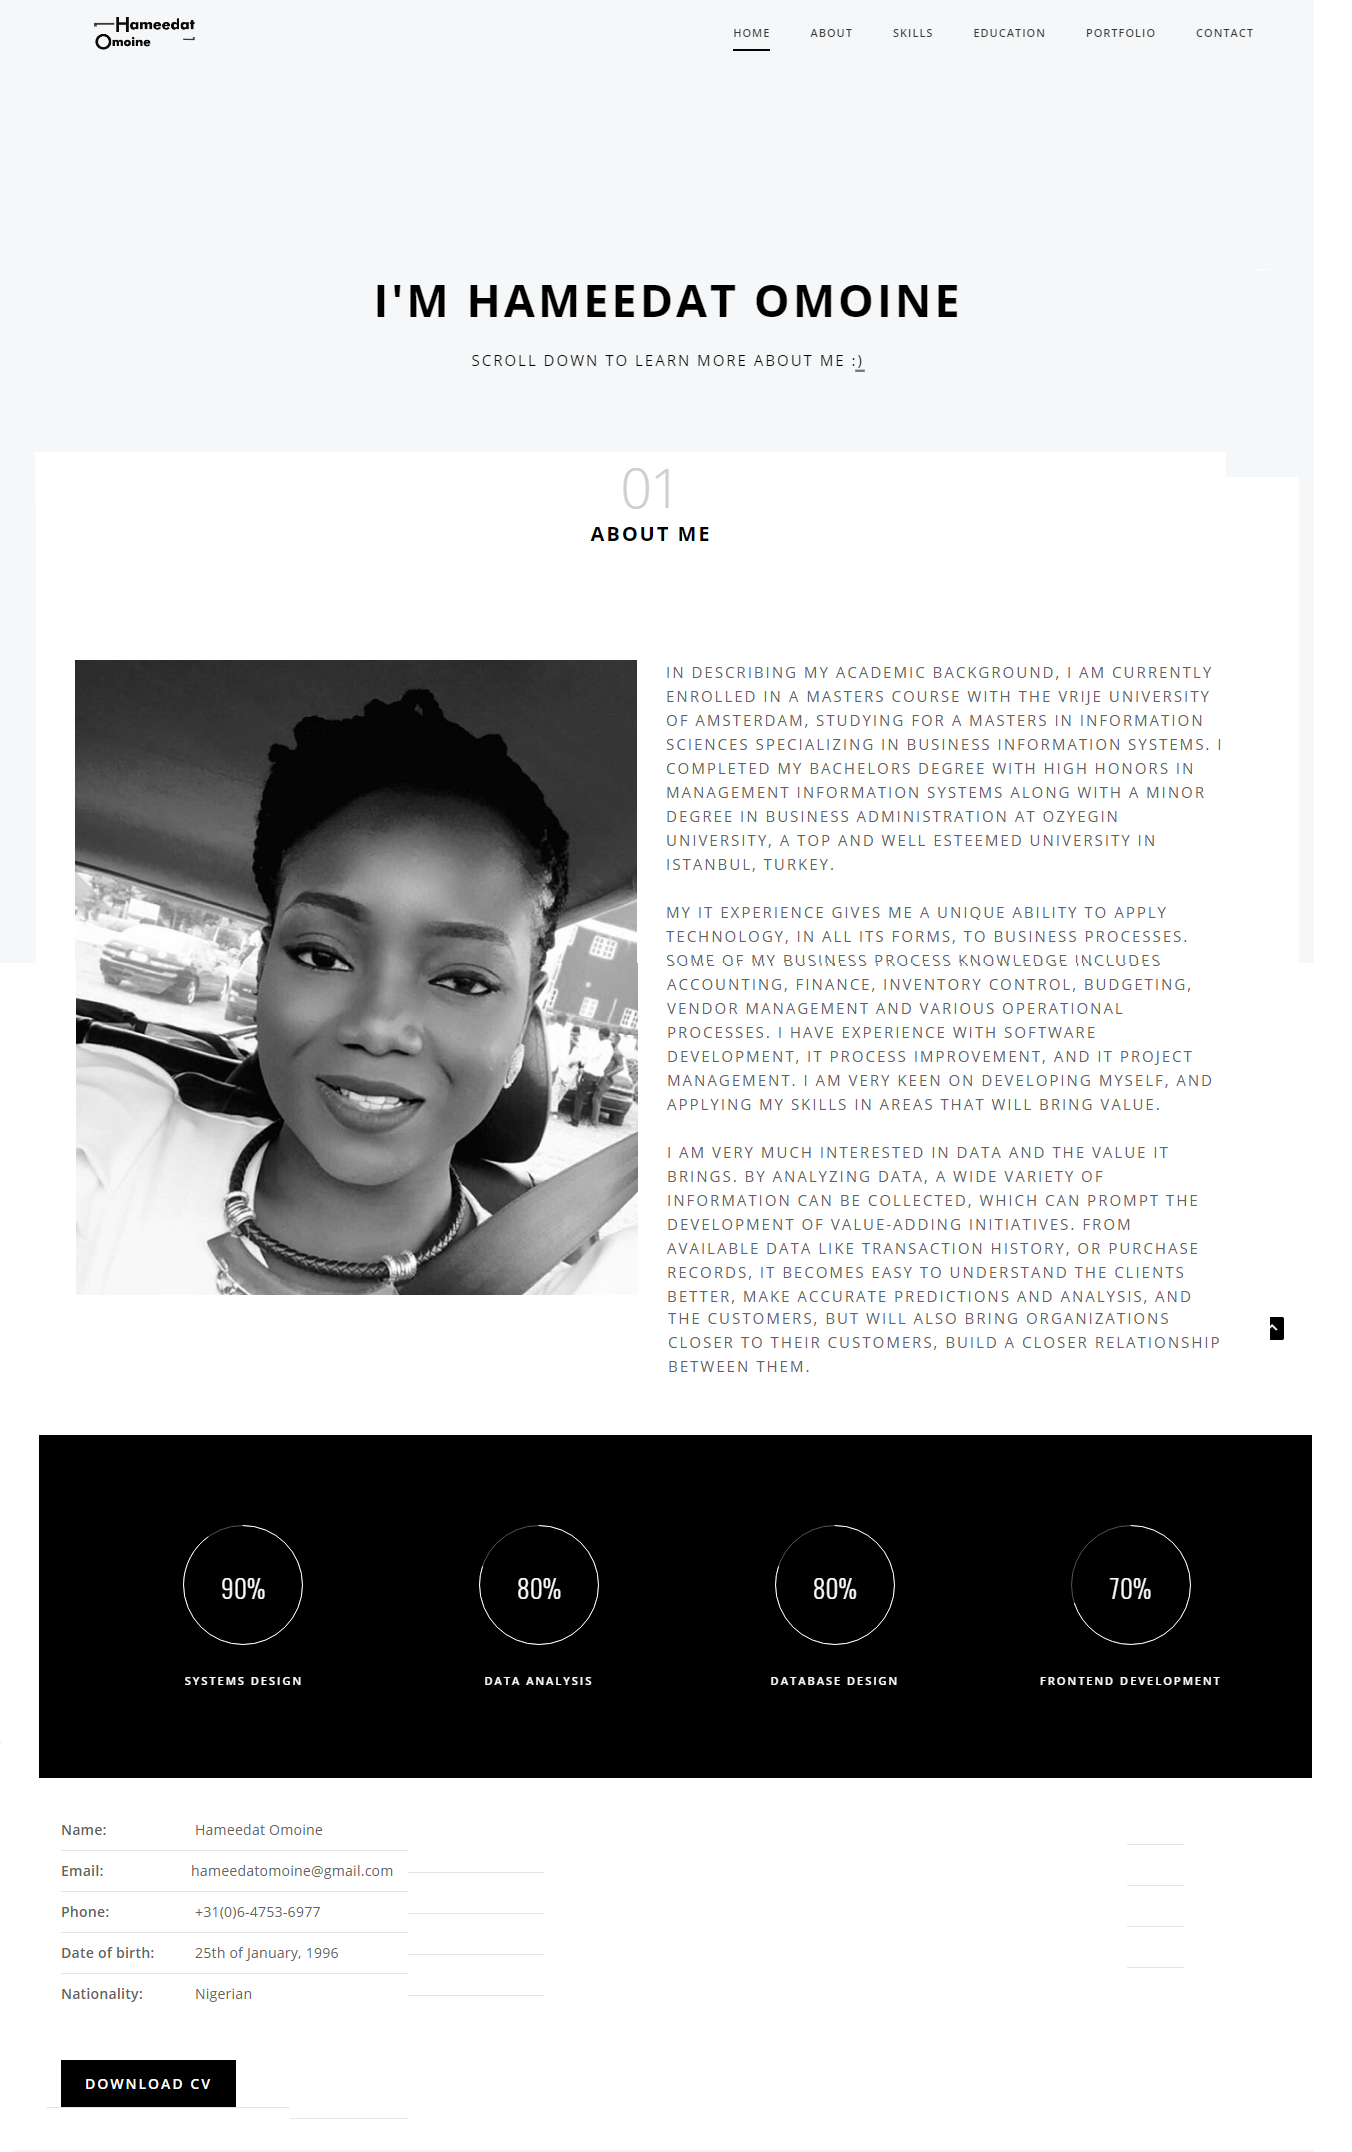 Hameedat
Omoine
HOME ABOUT SKILLS EDUCATION PORTFOLIO CONTACT
I'M HAMEEDAT OMOINE
SCROLL DOWN TO LEARN MORE ABOUT ME :)
01
ABOUT ME
IN DESCRIBING MY ACADEMIC BACKGROUND, I AM CURRENTLY
ENROLLED IN A MASTERS COURSE WITH THE VRIJE UNIVERSITY
OF AMSTERDAM, STUDYING FOR A MASTERS IN INFORMATION
SCIENCES SPECIALIZING IN BUSINESS INFORMATION SYSTEMS. I
COMPLETED MY BACHELORS DEGREE WITH HIGH HONORS IN
MANAGEMENT INFORMATION SYSTEMS ALONG WITH A MINOR
DEGREE IN BUSINESS ADMINISTRATION AT OZYEGIN
UNIVERSITY, A TOP AND WELL ESTEEMED UNIVERSITY IN
ISTANBUL, TURKEY.
MY IT EXPERIENCE GIVES ME A UNIQUE ABILITY TO APPLY
TECHNOLOGY, IN ALL ITS FORMS, TO BUSINESS PROCESSES.
SOME OF MY BUSINESS PROCESS KNOWLEDGE INCLUDES
ACCOUNTING, FINANCE, INVENTORY CONTROL, BUDGETING,
VENDOR MANAGEMENT AND VARIOUS OPERATIONAL
PROCESSES. I HAVE EXPERIENCE WITH SOFTWARE
DEVELOPMENT, IT PROCESS IMPROVEMENT, AND IT PROJECT
MANAGEMENT. I AM VERY KEEN ON DEVELOPING MYSELF, AND
APPLYING MY SKILLS IN AREAS THAT WILL BRING VALUE.
I AM VERY MUCH INTERESTED IN DATA AND THE VALUE IT
BRINGS. BY ANALYZING DATA, A WIDE VARIETY OF
INFORMATION CAN BE COLLECTED, WHICH CAN PROMPT THE
DEVELOPMENT OF VALUE-ADDING INITIATIVES. FROM
AVAILABLE DATA LIKE TRANSACTION HISTORY, OR PURCHASE
RECORDS, IT BECOMES EASY TO UNDERSTAND THE CLIENTS
BETTER, MAKE ACCURATE PREDICTIONS AND ANALYSIS, AND
THE CUSTOMERS, BUT WILL ALSO BRING ORGANIZATIONS
CLOSER TO THEIR CUSTOMERS, BUILD A CLOSER RELATIONSHIP
BETWEEN THEM.
90% 80% 80% 70%
SYSTEMS DESIGN DATA ANALYSIS DATABASE DESIGN FRONTEND DEVELOPMENT
Name: Hameedat Omoine
Email: hameedatomoine@gmail.com
Phone: +31(0)6-4753-6977
Date of birth: 25th of January, 1996
Nationality: Nigerian
DOWNLOAD CV